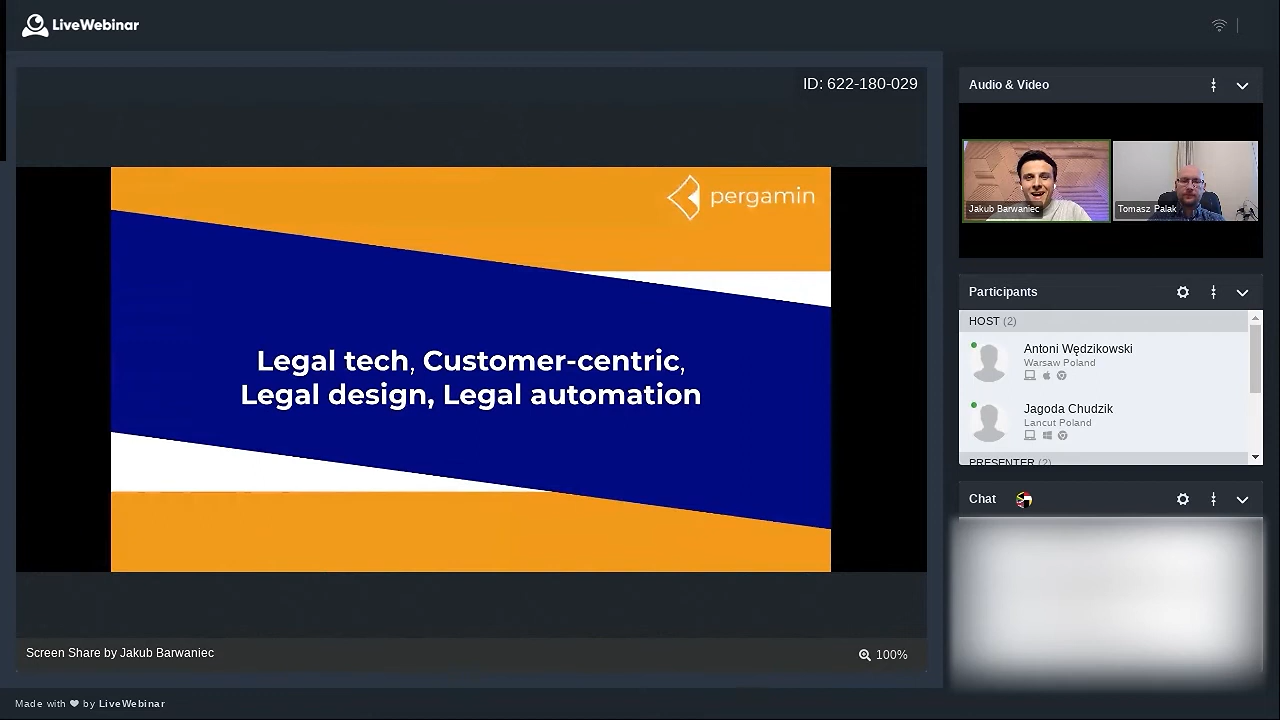 LiveWebinar
ID: 622-180-029
pergamin
Legal tech, Customer-centric,
Legal design, Legal automation
Screen Share by Jakub Barwaniec
100%
Made with ❤ by LiveWebinar
Audio & Video
Jakub Barwaniec
Tomasz Palak
Participants
HOST (2)
Antoni Wędzikowski
Warsaw Poland
Jagoda Chudzik
Lancut Poland
PRESENTER (2)
Chat